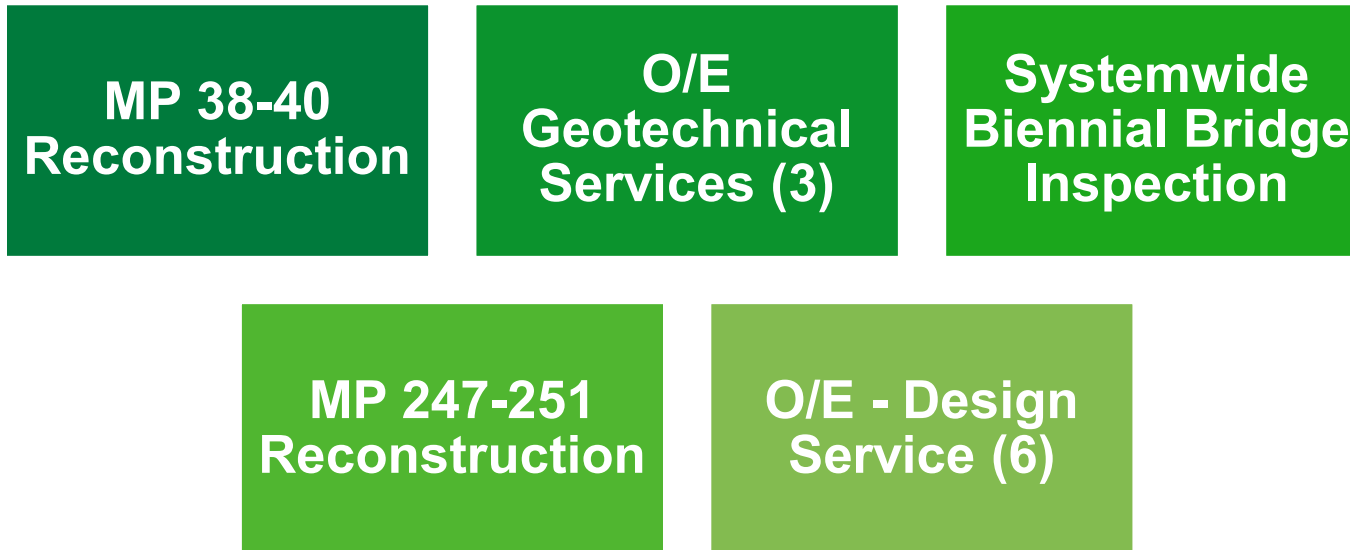 MP 38-40
Reconstruction
O/E
Geotechnical
Services (3)
Systemwide
Biennial Bridge
Inspection
MP 247-251
Reconstruction
O/E - Design
Service (6)